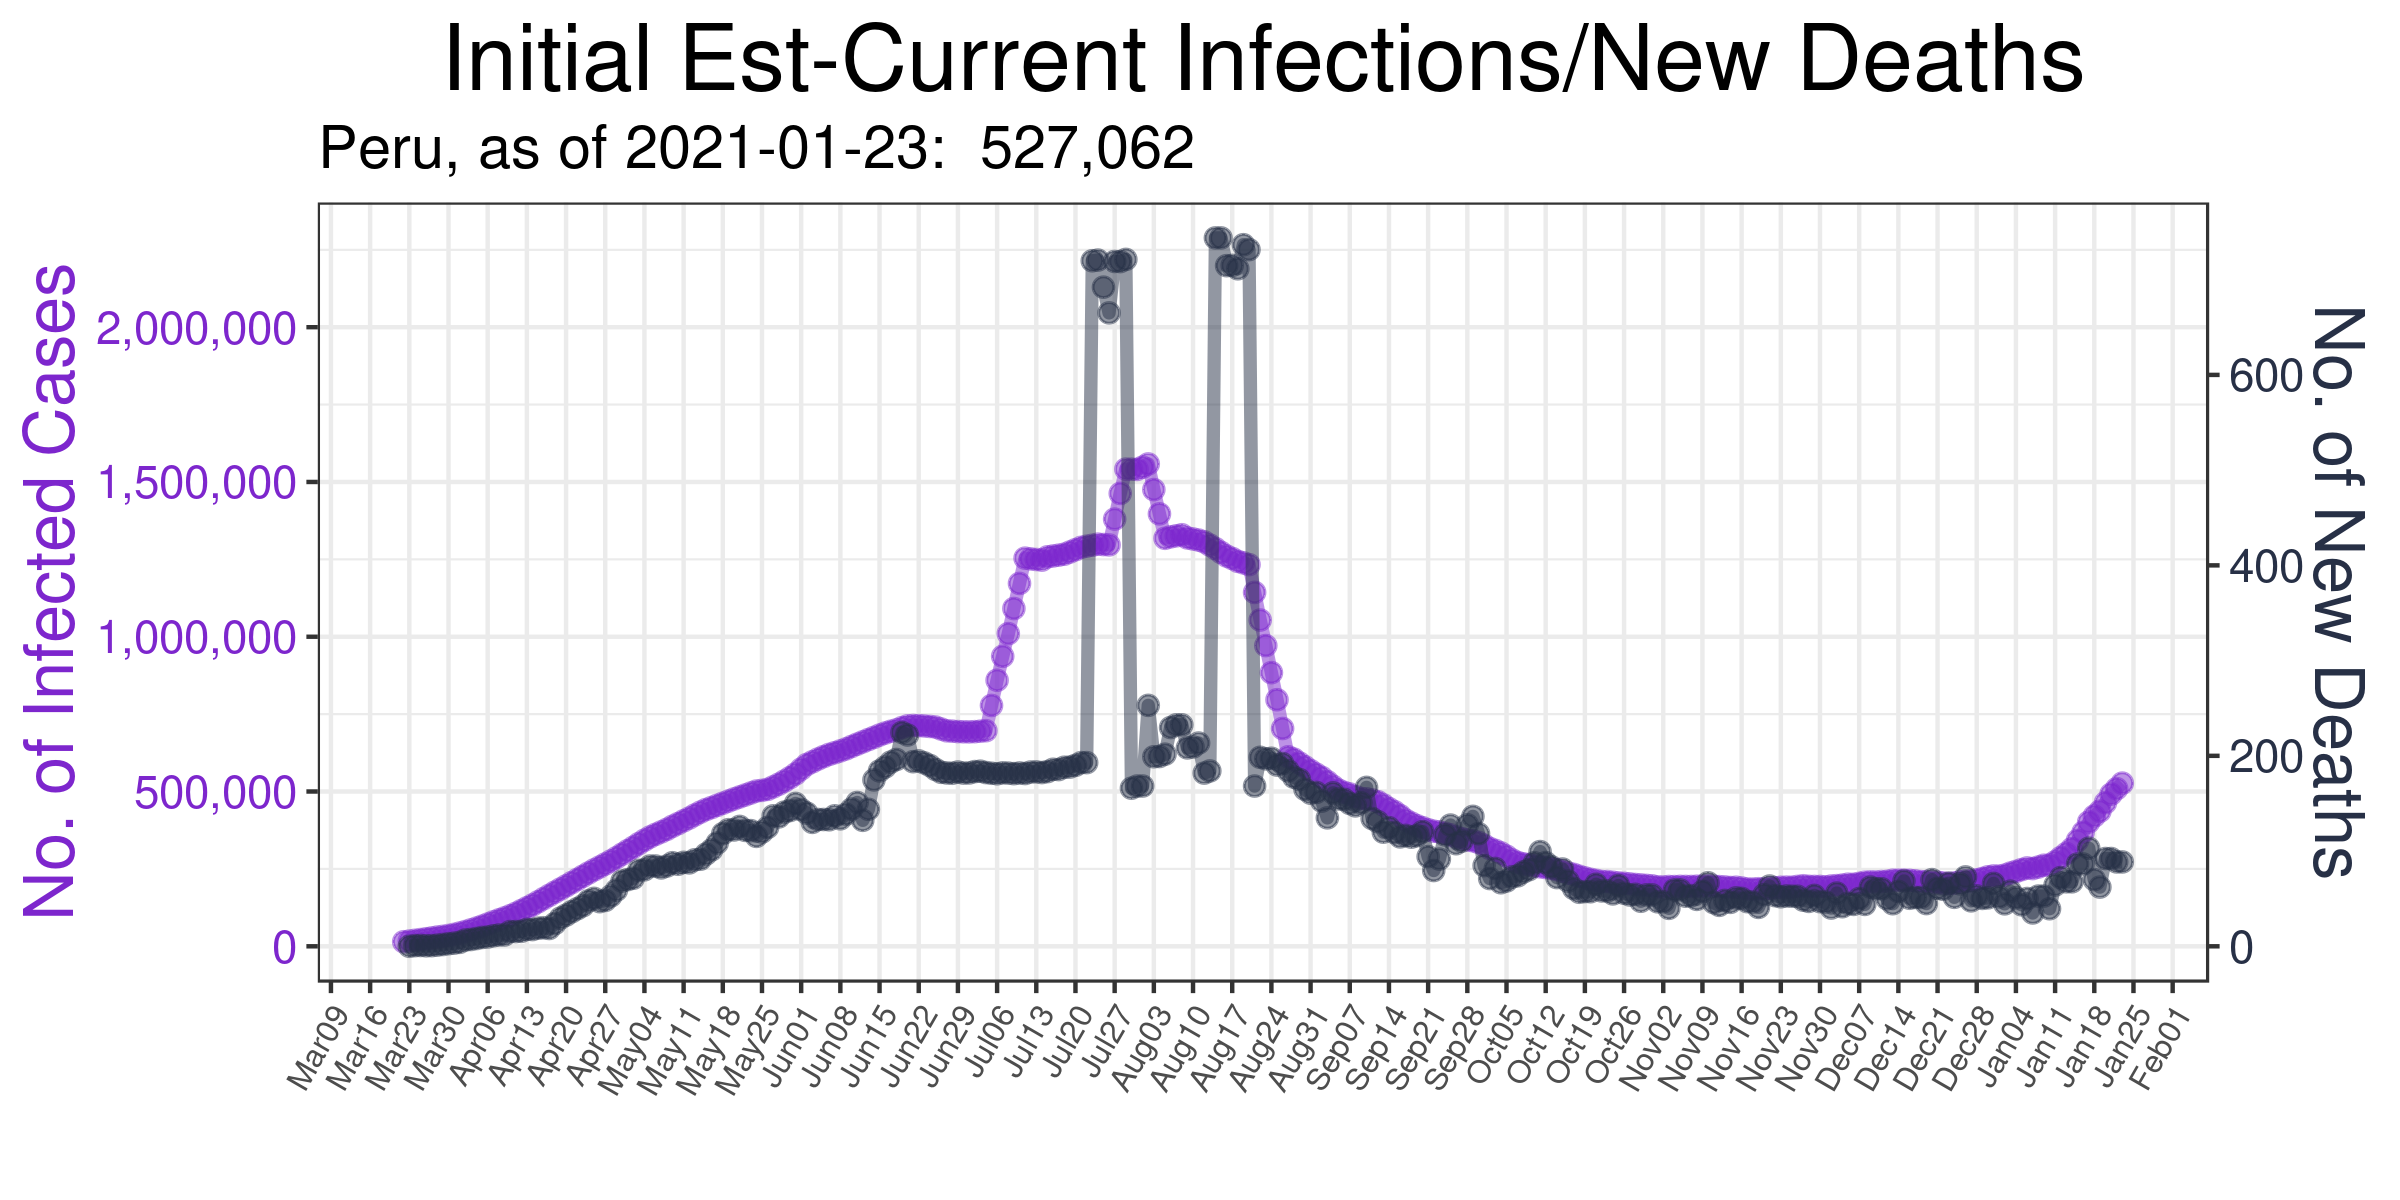 Initial Est-Current Infections/New Deaths
Peru, as of 2021-01-23:  527,062
No. of Infected Cases
2,000,000
1,500,000
1,000,000
500,000
0
No. of New Deaths
600
400
200
0
Mar09
Mar16
Mar23
Mar30
Apr06
Apr13
Apr20
Apr27
May04
May11
May18
May25
Jun01
Jun08
Jun15
Jun22
Jun29
Jul06
Jul13
Jul20
Jul27
Aug03
Aug10
Aug17
Aug24
Aug31
Sep07
Sep14
Sep21
Sep28
Oct05
Oct12
Oct19
Oct26
Nov02
Nov09
Nov16
Nov23
Nov30
Dec07
Dec14
Dec21
Dec28
Jan04
Jan11
Jan18
Jan25
Feb01